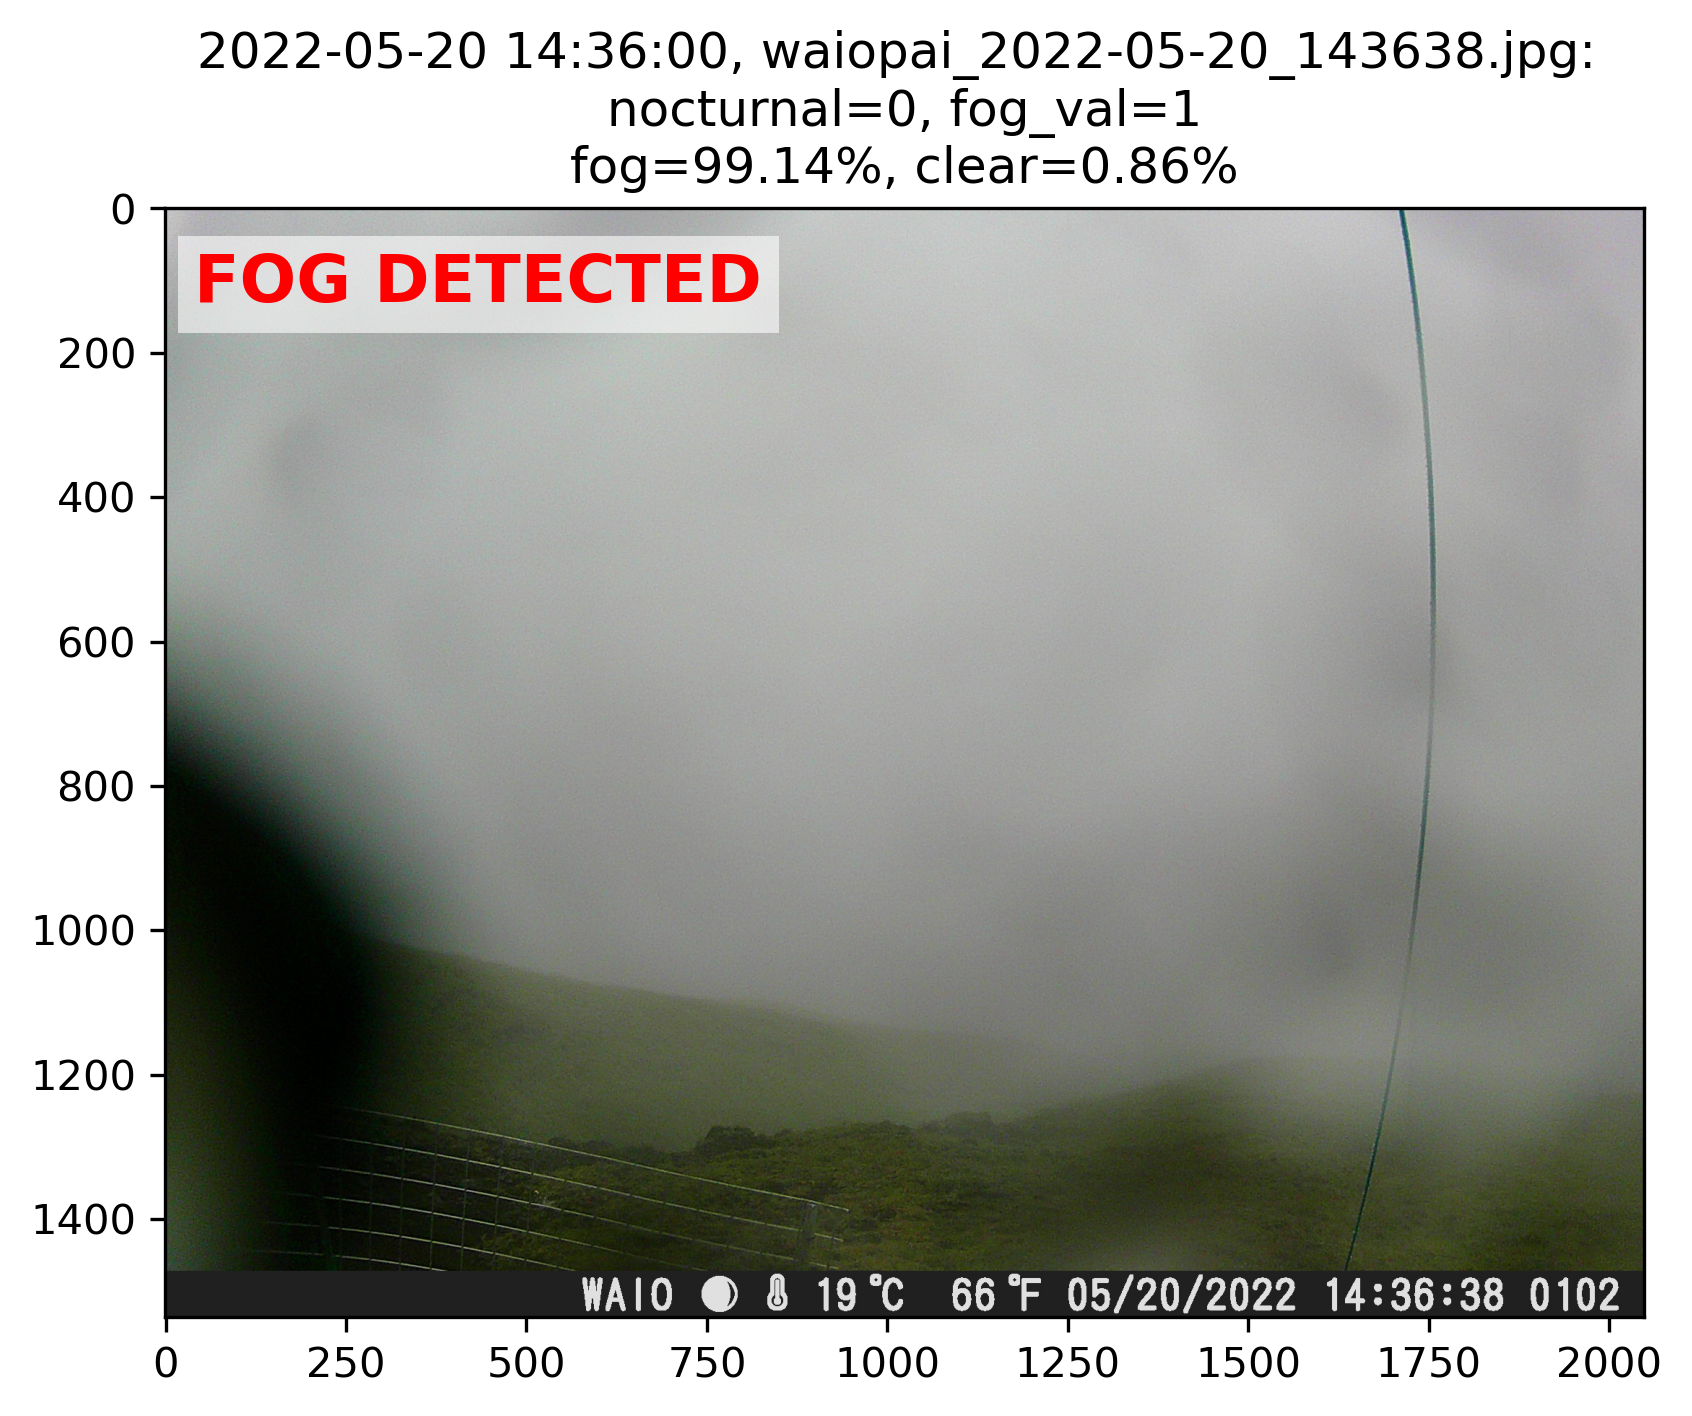 2022-05-20 14:36:00, waiopai_2022-05-20_143638.jpg:
nocturnal=0, fog_val=1
fog=99.14%, clear=0.86%
FOG DETECTED
0
200
400
600
800
1000
1200
1400
WAIO 19°C 66°F 05/20/2022 14:36:38 0102
0 250 500 750 1000 1250 1500 1750 2000